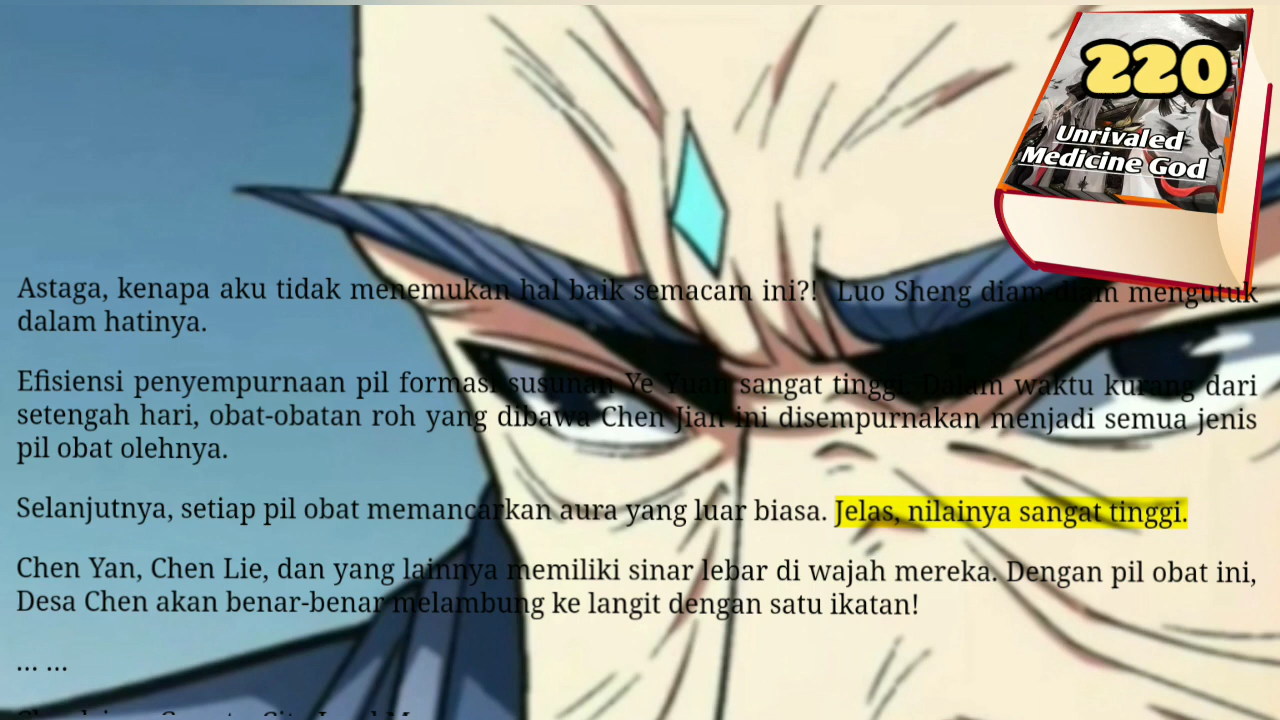 220
Unrivaled
Medicine God
Astaga, kenapa aku tidak menemukan hal baik semacam ini?! Luo Sheng diam-diam mengutuk
dalam hatinya.
Efisiensi penyempurnaan pil formasi susunan Ye Yuan sangat tinggi. Dalam waktu kurang dari
setengah hari, obat-obatan roh yang dibawa Chen Jian ini disempurnakan menjadi semua jenis
pil obat olehnya.
Selanjutnya, setiap pil obat memancarkan aura yang luar biasa. Jelas, nilainya sangat tinggi.
Chen Yan, Chen Lie, dan yang lainnya memiliki sinar lebar di wajah mereka. Dengan pil obat ini,
Desa Chen akan benar-benar melambung ke langit dengan satu ikatan!
... ...